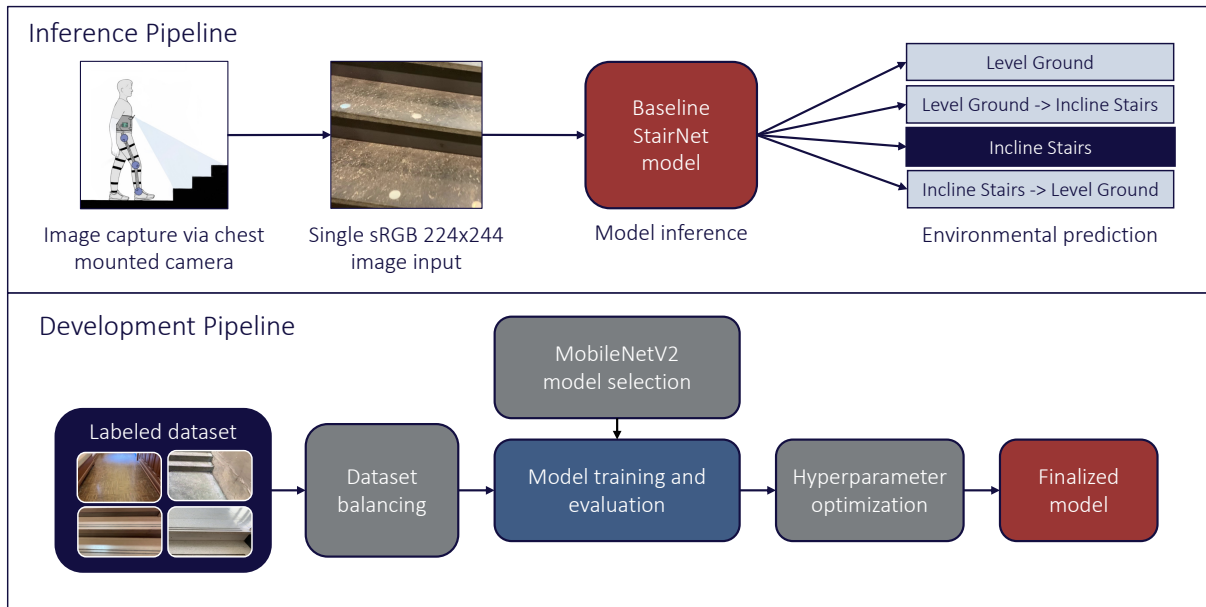 Inference Pipeline
Image capture via chest
mounted camera
Single sRGB 224x244
image input
Baseline
StairNet
model
Model inference
Level Ground
Level Ground -> Incline Stairs
Incline Stairs
Incline Stairs -> Level Ground
Environmental prediction
Development Pipeline
Labeled dataset
Dataset
balancing
MobileNetV2
model selection
Model training and
evaluation
Hyperparameter
optimization
Finalized
model